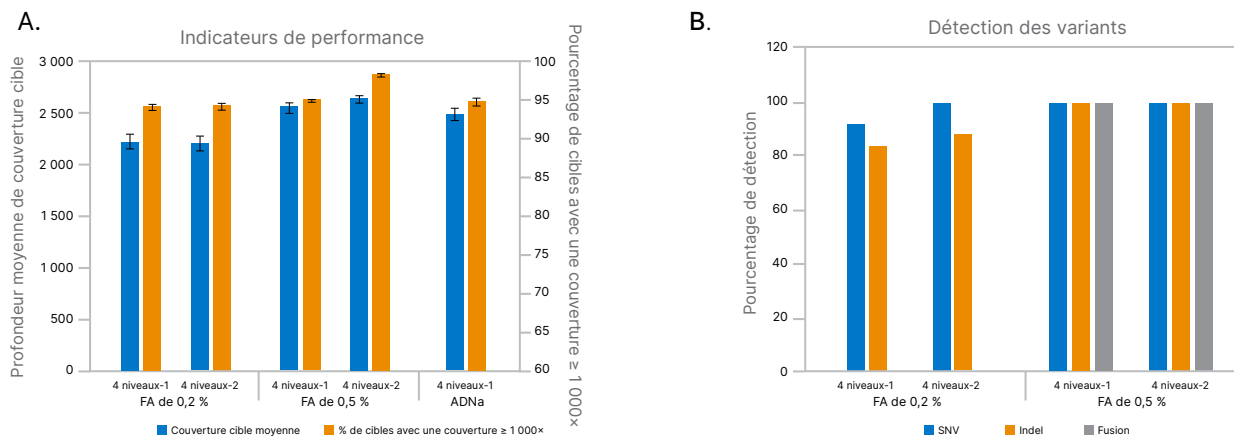 A.
Indicateurs de performance
Profondeur moyenne de couverture cible
3 000
2 500
2 000
1 500
1 000
500
0
Pourcentage de cibles avec une couverture ≥ 1 000×
100
95
90
85
80
75
70
65
60
4 niveaux-1
4 niveaux-2
4 niveaux-1
4 niveaux-2
4 niveaux-1
FA de 0,2 %
FA de 0,5 %
ADNa
Couverture cible moyenne
% de cibles avec une couverture ≥ 1 000×
B.
Détection des variants
Pourcentage de détection
120
100
80
60
40
20
0
4 niveaux-1
4 niveaux-2
4 niveaux-1
4 niveaux-2
FA de 0,2 %
FA de 0,5 %
SNV
Indel
Fusion